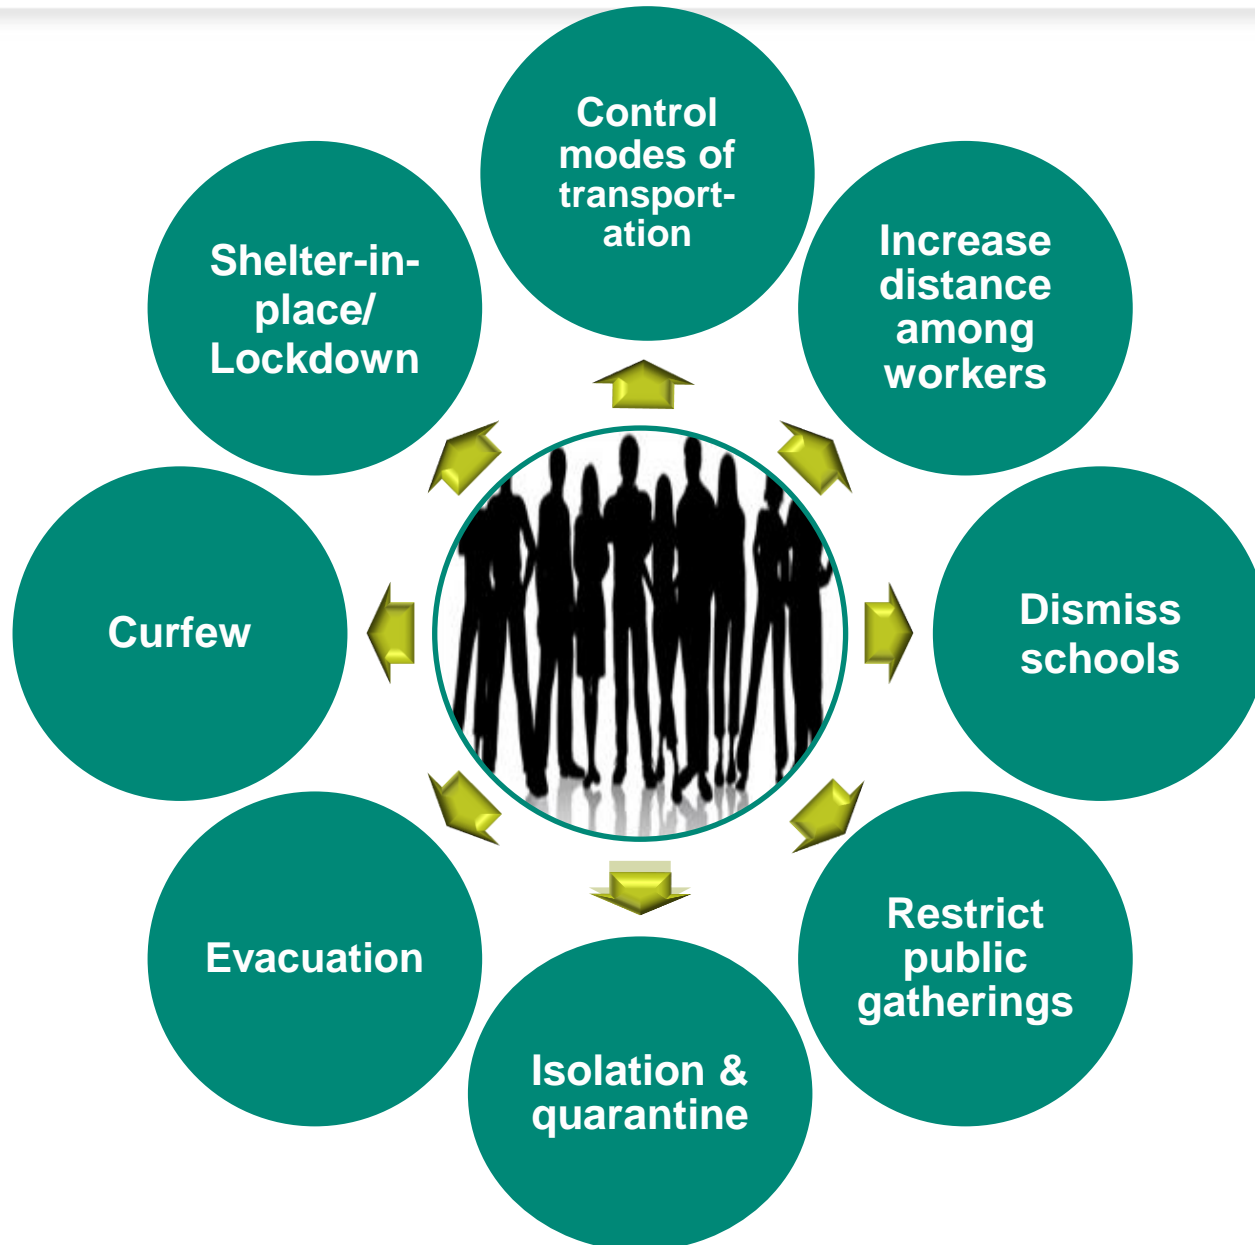 Control
modes of
transport-
ation
Increase
distance
among
workers
Dismiss
schools
Restrict
public
gatherings
Isolation &
quarantine
Evacuation
Curfew
Shelter-in-
place/
Lockdown